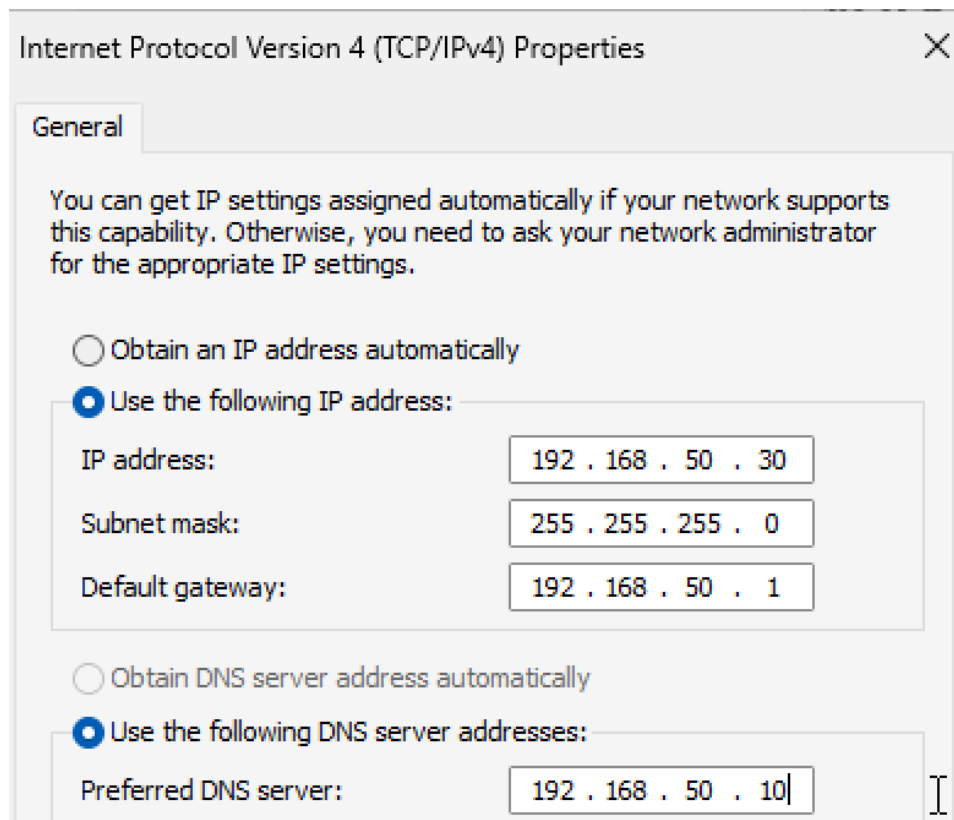 Internet Protocol Version 4 (TCP/IPv4) Properties
General
You can get IP settings assigned automatically if your network supports
this capability. Otherwise, you need to ask your network administrator
for the appropriate IP settings.
Obtain an IP address automatically
Use the following IP address:
IP address: 192 . 168 . 50 . 30
Subnet mask: 255 . 255 . 255 . 0
Default gateway: 192 . 168 . 50 . 1
Obtain DNS server address automatically
Use the following DNS server addresses:
Preferred DNS server: 192 . 168 . 50 . 10